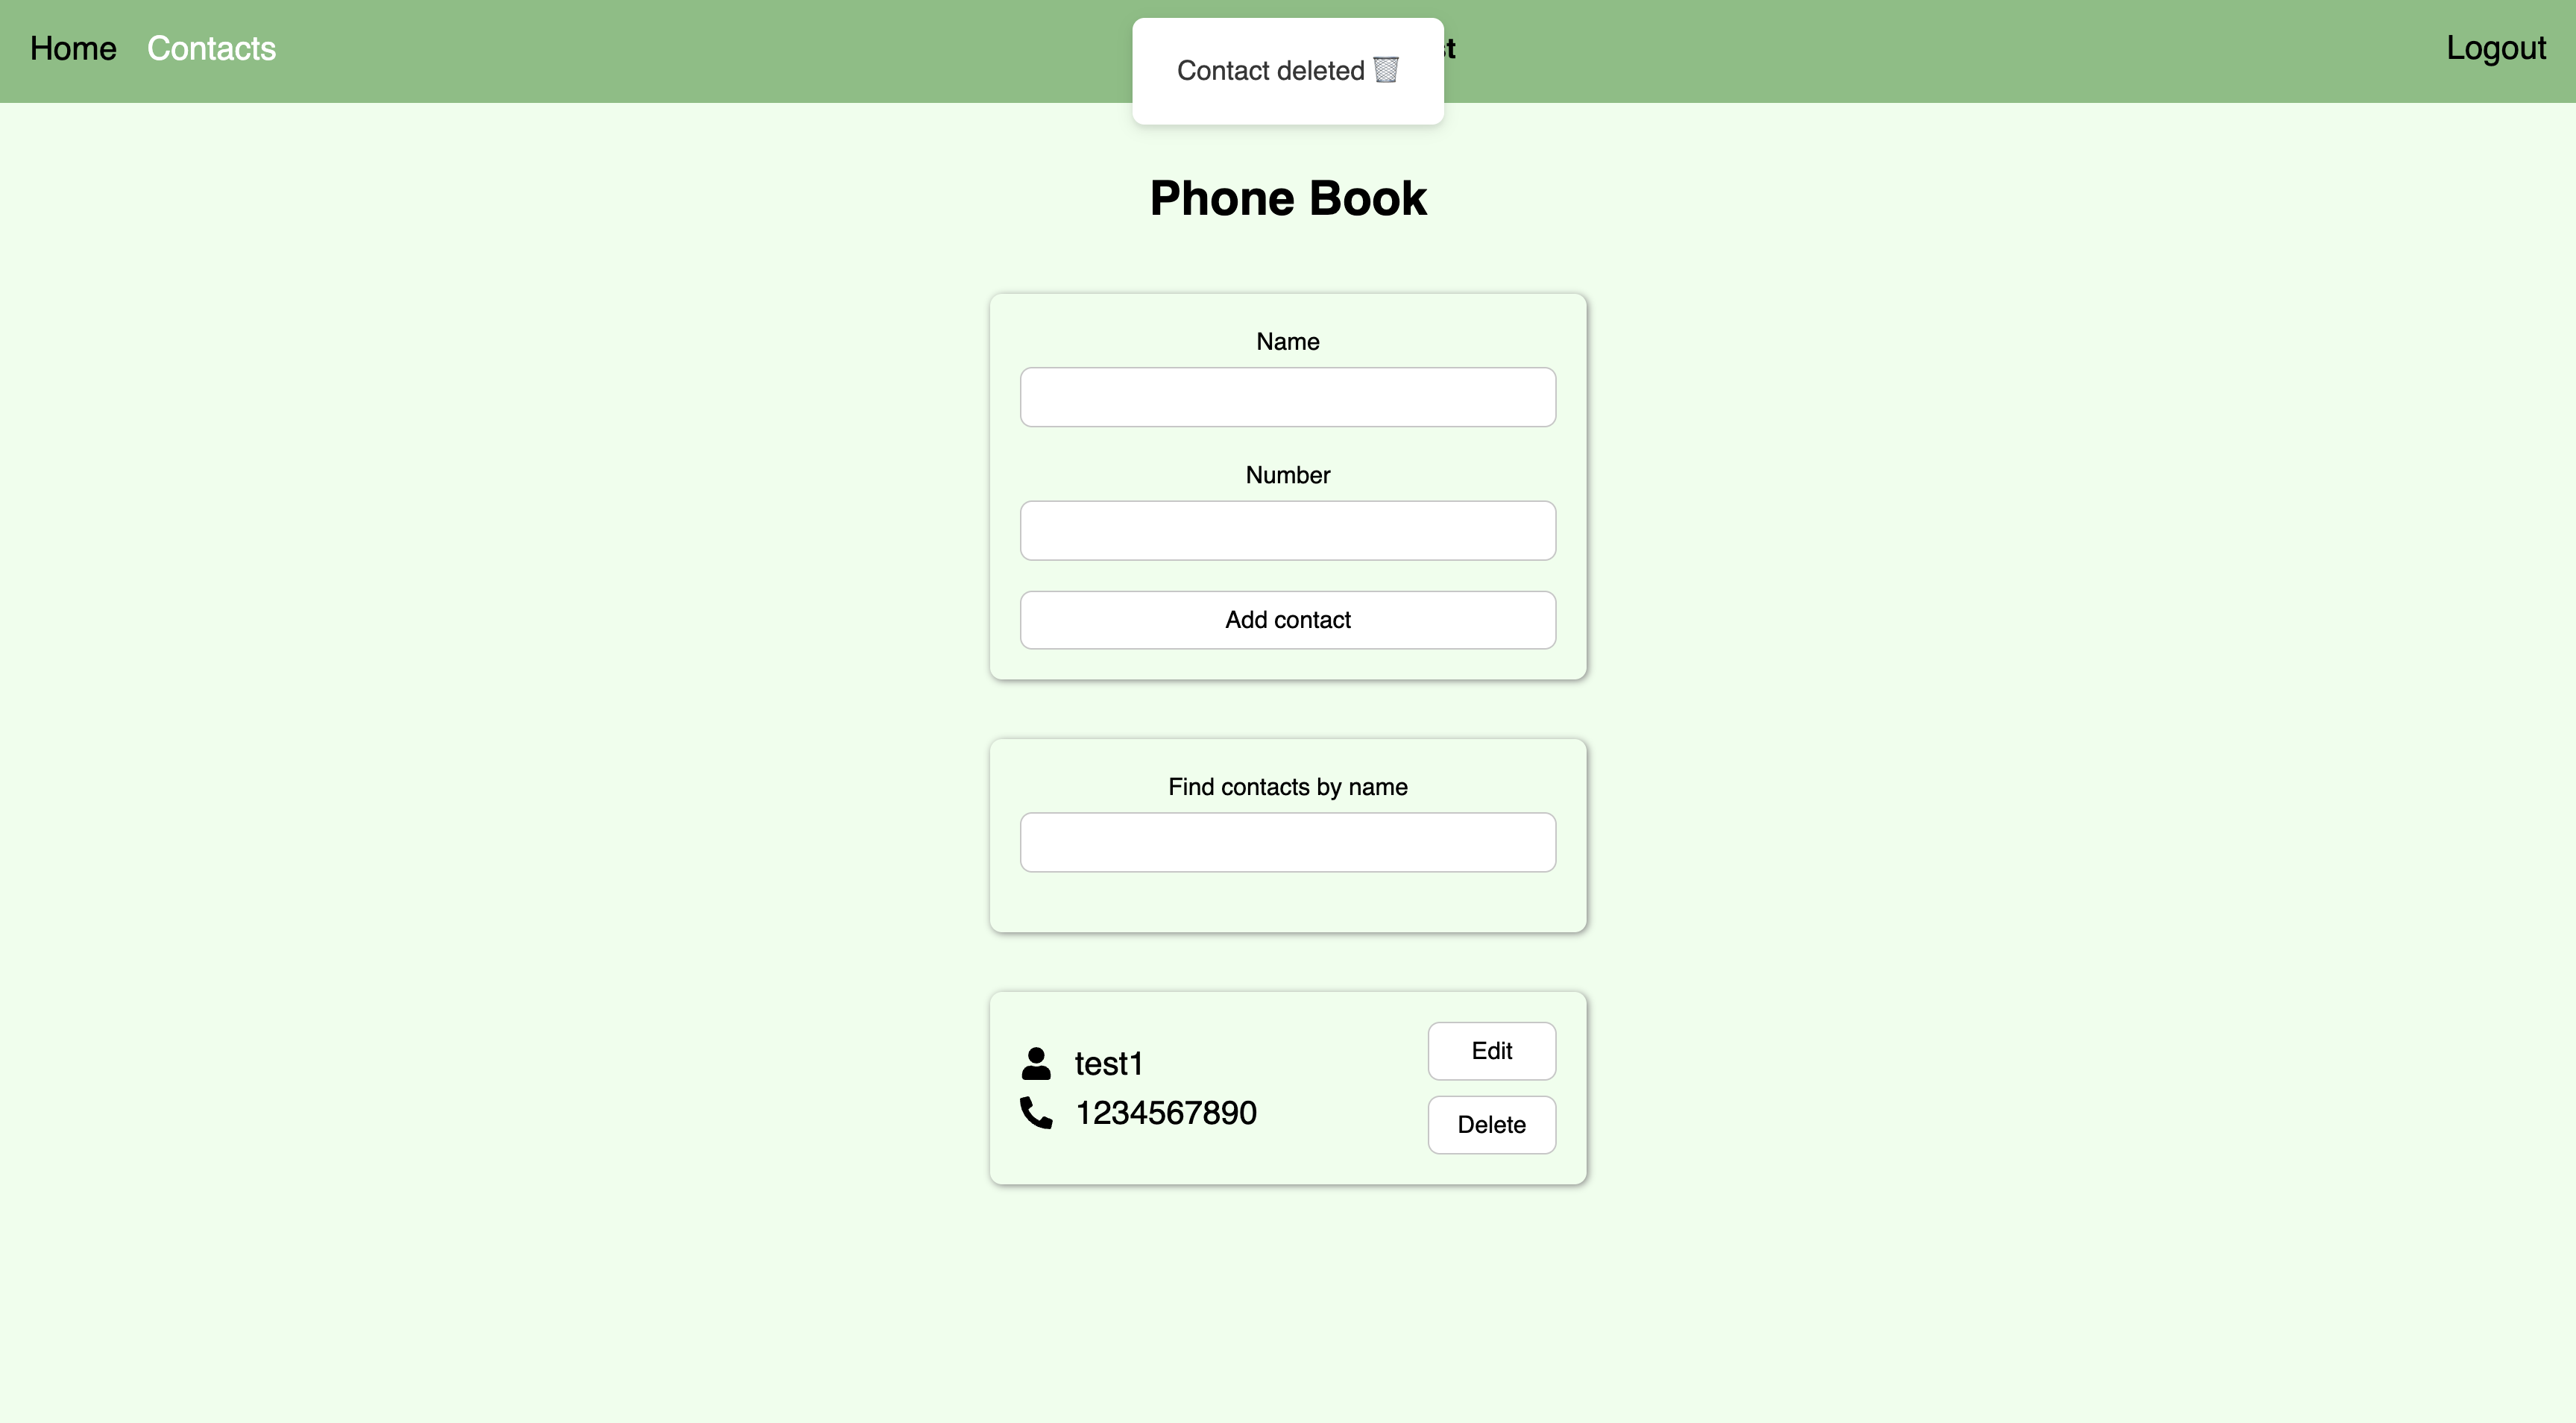 Home Contacts Logout
Contact deleted
Phone Book
Name
Number
Add contact
Find contacts by name
test1
1234567890
Edit
Delete